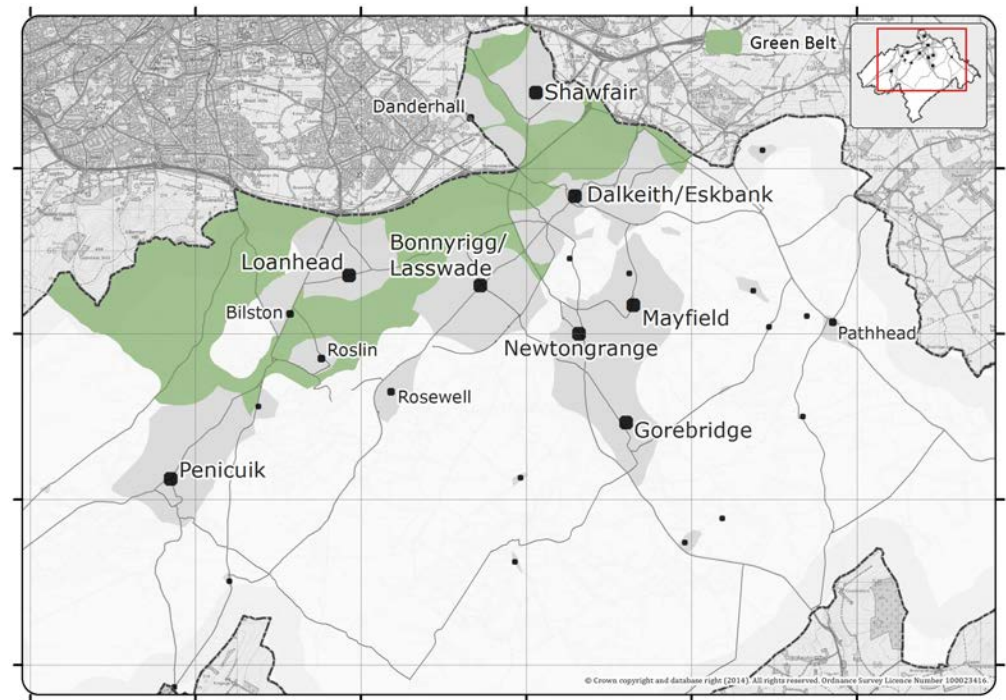 Green Belt
Shawfair
Danderhall
Dalkeith/Eskbank
Bonnyrigg/
Lasswade
Loanhead
Bilston
Mayfield
Pathhead
Newtongrange
Roslin
Rosewell
Gorebridge
Penicuik
© Crown copyright and database right (2014). All rights reserved. Ordnance Survey Licence Number 100023416.